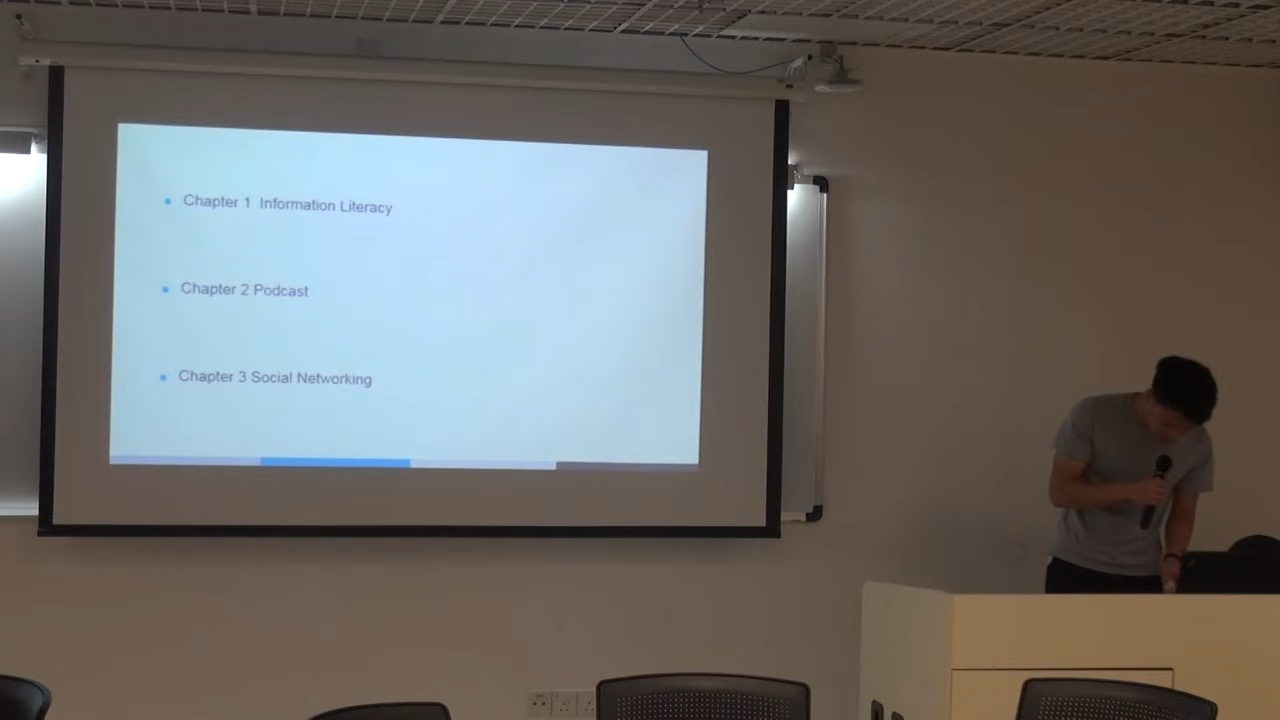 Chapter 1 Information Literacy
Chapter 2 Podcast
Chapter 3 Social Networking